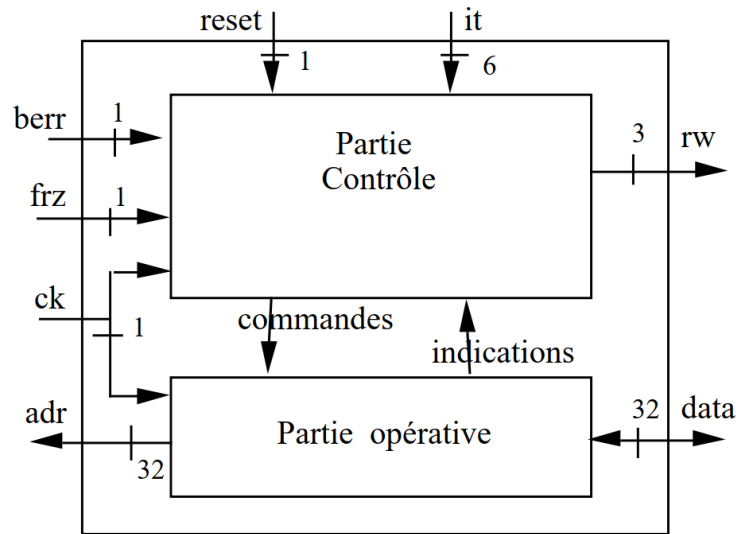 reset
it
1
6
berr
1
Partie
Contrôle
3
rw
frz
1
ck
1
commandes
indications
adr
32
Partie opérative
32
data